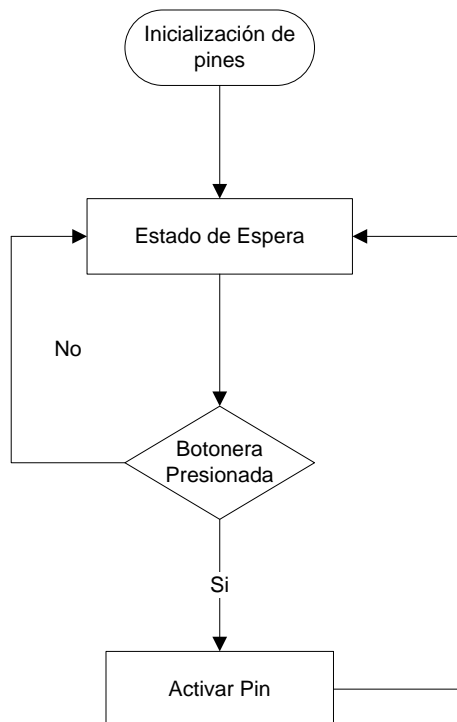 Inicialización de
pines
Estado de Espera
No
Botonera
Presionada
Si
Activar Pin